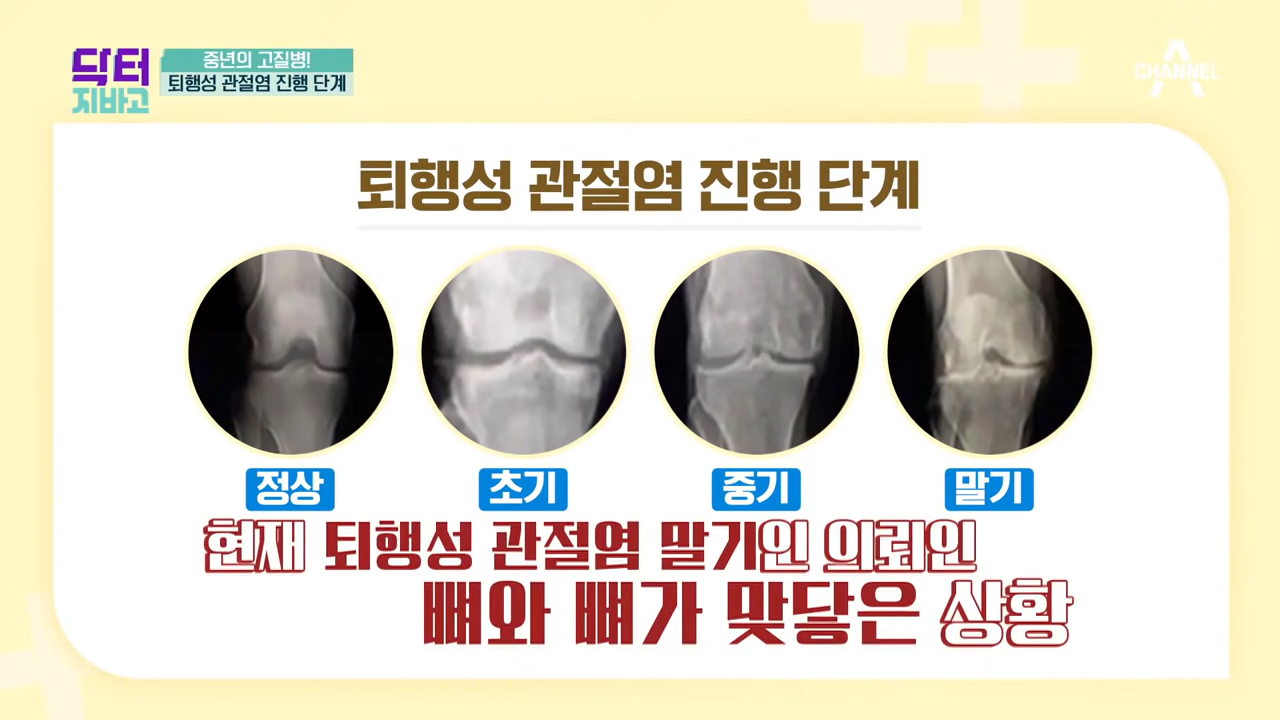 닥터
지바고
중년의 고질병!
퇴행성 관절염 진행 단계
CHANNEL A
퇴행성 관절염 진행 단계
정상
초기
중기
말기
현재 퇴행성 관절염 말기인 의뢰인
뼈와 뼈가 맞닿은 상황